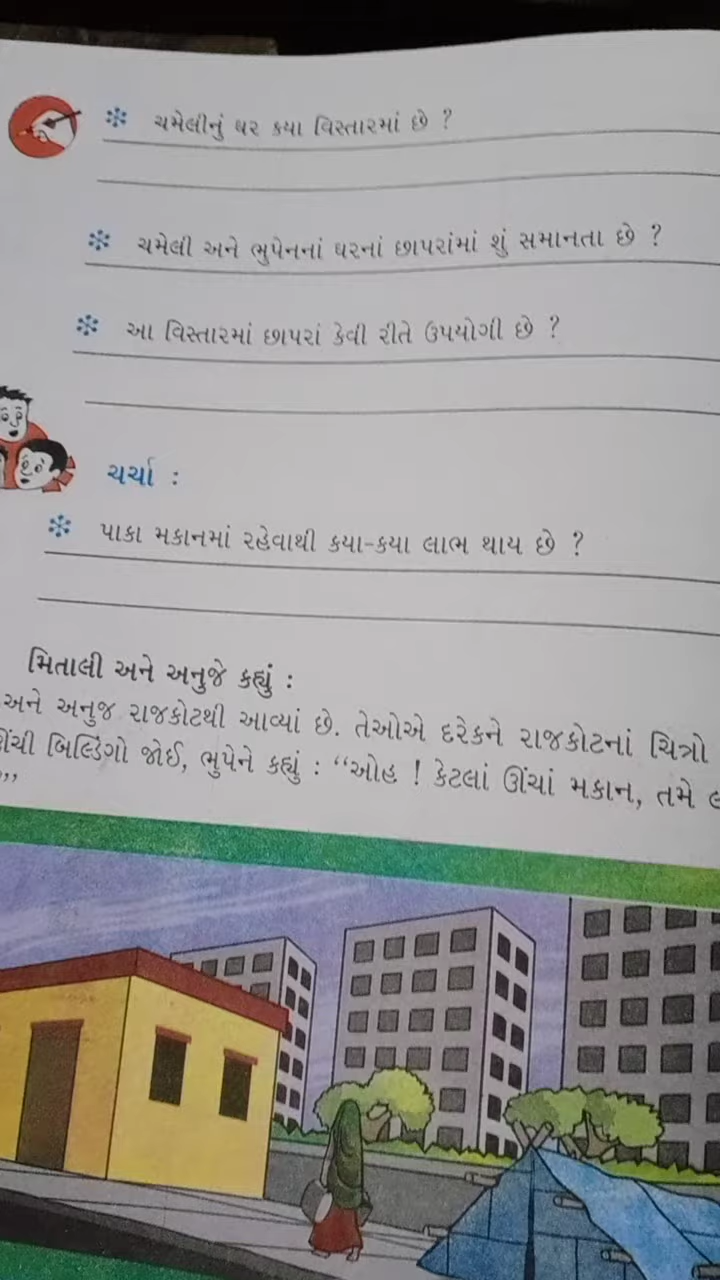 ચમેલીનું ઘર કયા વિસ્તારમાં છે ?
ચમેલી અને ભુપેનનાં ઘરનાં છાપરાંમાં શું સમાનતા છે ?
આ વિસ્તારમાં છાપરાં કેવી રીતે ઉપયોગી છે ?
ચર્ચા :
પાકા મકાનમાં રહેવાથી કયા-કયા લાભ થાય છે ?
મિતાલી અને અનુજે કહ્યું :
અને અનુજ રાજકોટથી આવ્યાં છે. તેઓએ દરેકને રાજકોટનાં ચિત્રો
બિલ્ડિંગો જોઈ, ભુપેને કહ્યું : “ઓહ ! કેટલાં ઊંચાં મકાન, તમે